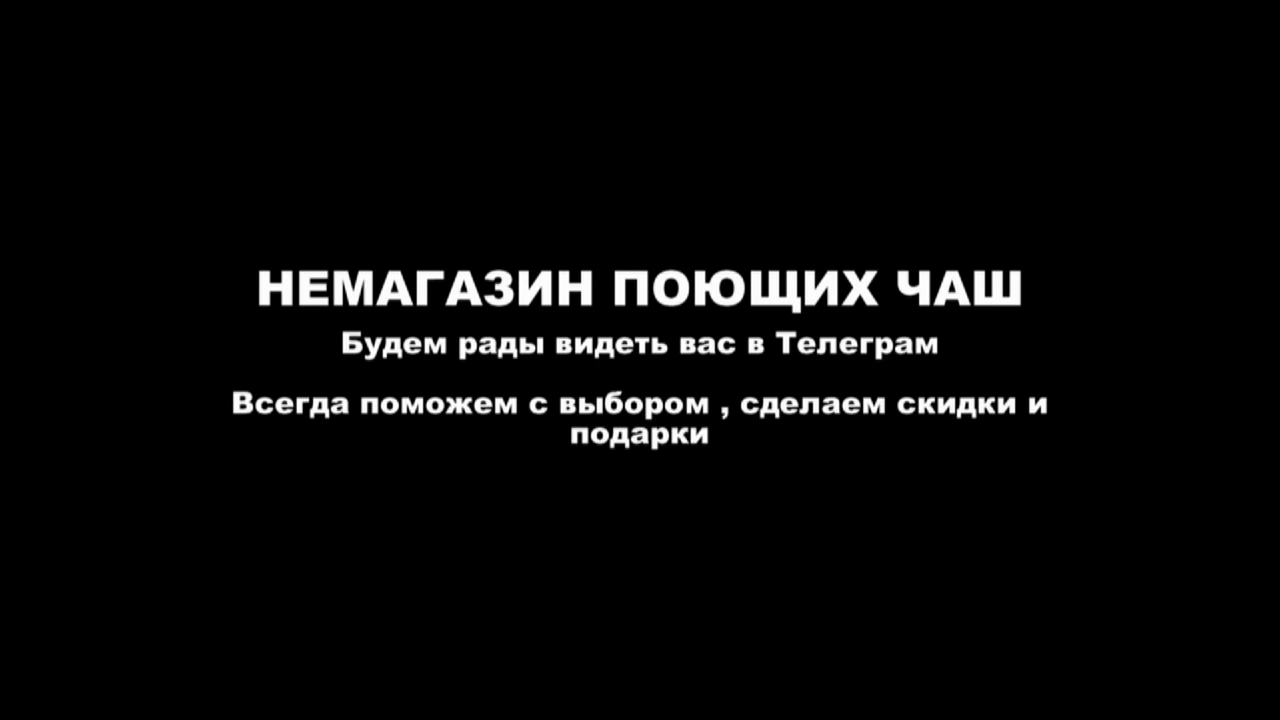 НЕМАГАЗИН ПОЮЩИХ ЧАШ
Будем рады видеть вас в Телеграм
Всегда поможем с выбором , сделаем скидки и
подарки